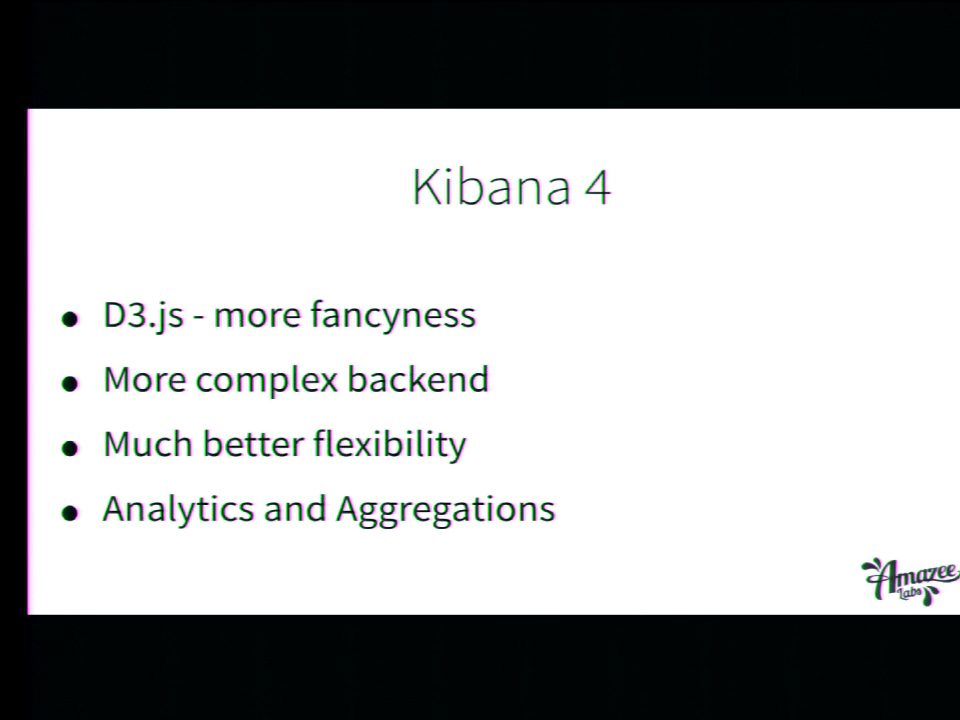 Kibana 4
● D3.js - more fancyness
● More complex backend
● Much better flexibility
● Analytics and Aggregations
Amazee
Labs